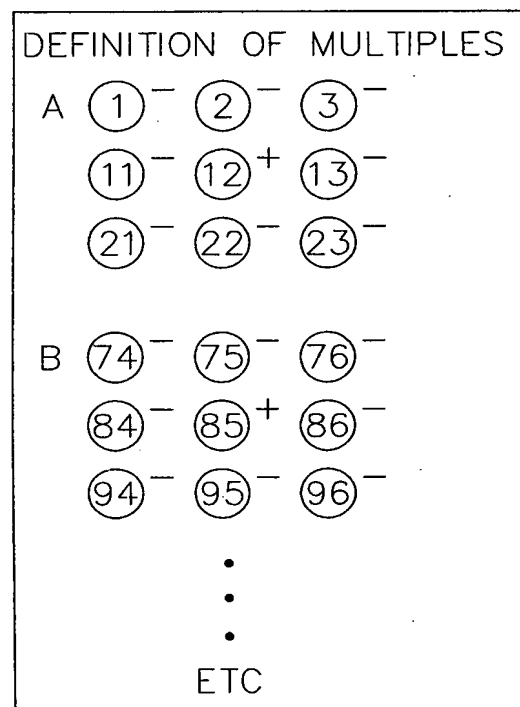 DEFINITION OF MULTIPLES
A 1 - 2 - 3 -
11 - 12 + 13 -
21 - 22 - 23 -
B 74 - 75 - 76 -
84 - 85 + 86 -
94 - 95 - 96 -
ETC